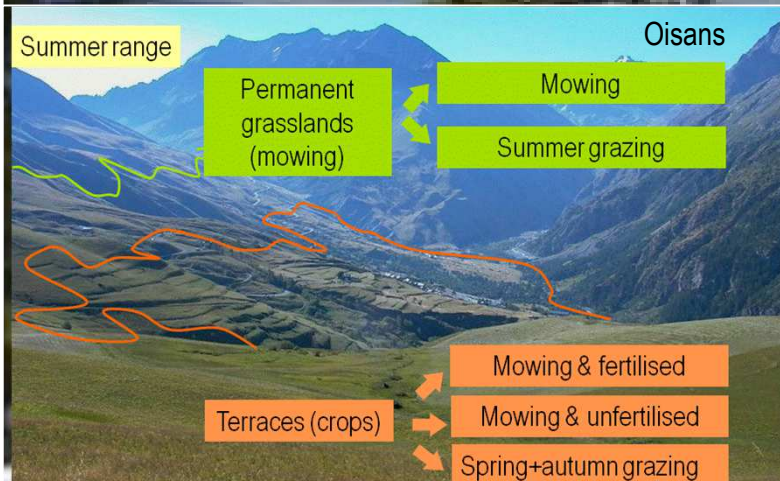 Oisans
Summer range
Permanent
grasslands
(mowing)
Mowing
Summer grazing
Terraces (crops)
Mowing & fertilised
Mowing & unfertilised
Spring+autumn grazing